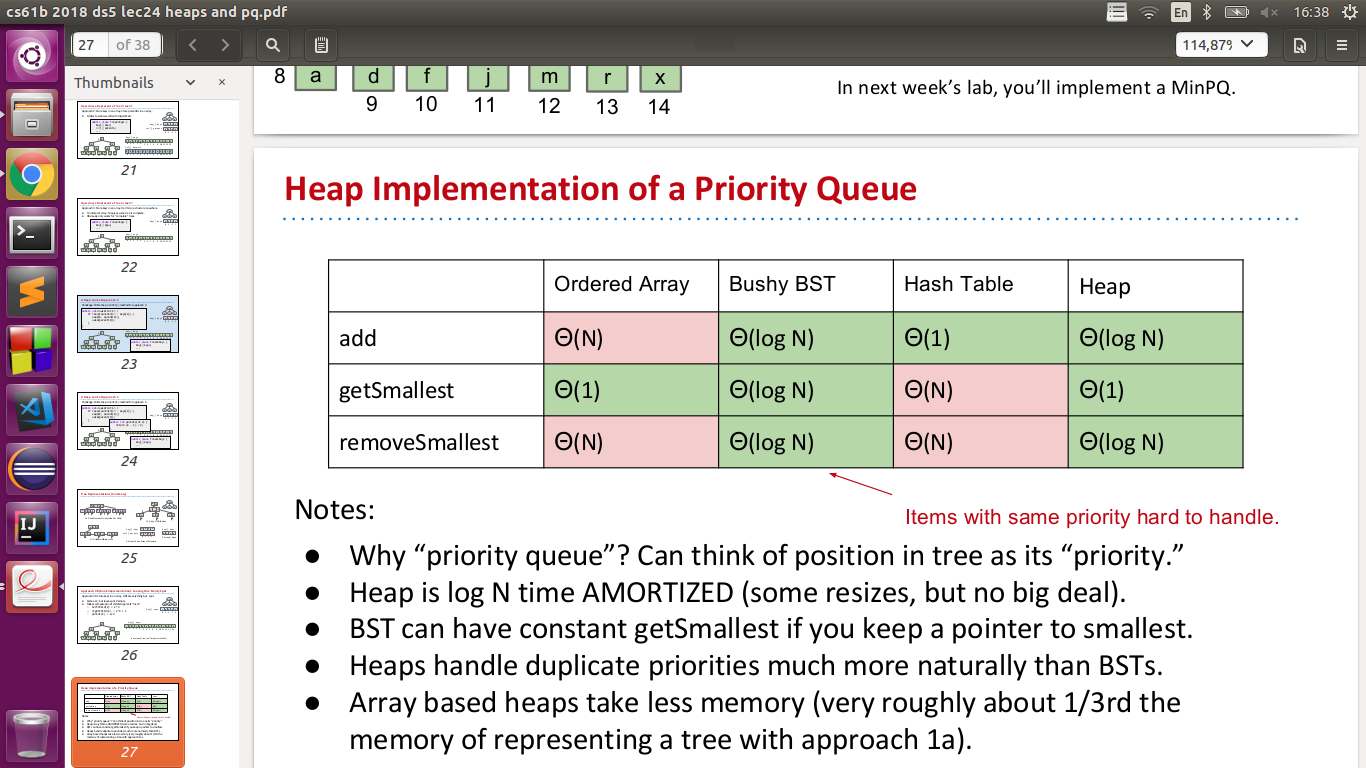 cs61b 2018 ds5 lec24 heaps and pq.pdf
En
16:38
27 of 38
114,87%
Thumbnails
21
22
23
24
25
26
27
8 a d f j m r x
9 10 11 12 13 14
In next week’s lab, you’ll implement a MinPQ.
Heap Implementation of a Priority Queue
Ordered Array Bushy BST Hash Table Heap
add Θ(N) Θ(log N) Θ(1) Θ(log N)
getSmallest Θ(1) Θ(log N) Θ(N) Θ(1)
removeSmallest Θ(N) Θ(log N) Θ(N) Θ(log N)
Items with same priority hard to handle.
Notes:
● Why “priority queue”? Can think of position in tree as its “priority.”
● Heap is log N time AMORTIZED (some resizes, but no big deal).
● BST can have constant getSmallest if you keep a pointer to smallest.
● Heaps handle duplicate priorities much more naturally than BSTs.
● Array based heaps take less memory (very roughly about 1/3rd the
memory of representing a tree with approach 1a).